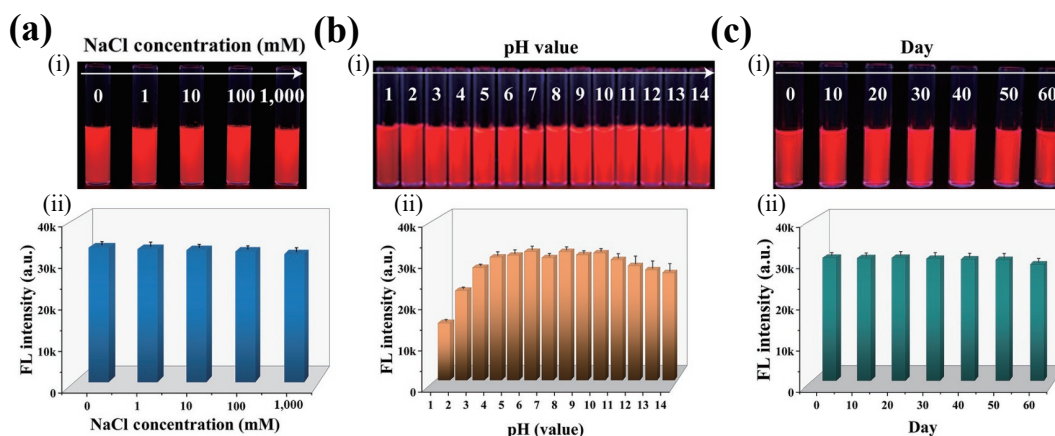 (a)
NaCl concentration (mM)
(i)
0 1 10 100 1,000
(ii)
40k
30k
20k
10k
0
FL intensity (a.u.)
0 1 10 100 1,000
NaCl concentration (mM)
(b)
pH value
(i)
1 2 3 4 5 6 7 8 9 10 11 12 13 14
(ii)
40k
30k
20k
10k
0
FL intensity (a.u.)
1 2 3 4 5 6 7 8 9 10 11 12 13 14
pH (value)
(c)
Day
(i)
0 10 20 30 40 50 60
(ii)
40k
30k
20k
10k
0
FL intensity (a.u.)
0 10 20 30 40 50 60
Day